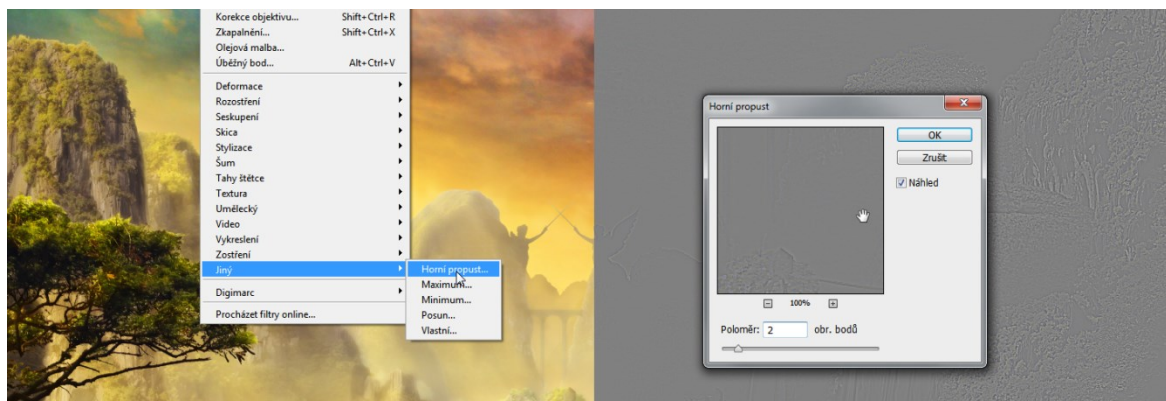 Korekce objektivu... Shift+Ctrl+R
Zkapalnění... Shift+Ctrl+X
Olejová malba...
Úběžný bod... Alt+Ctrl+V
Deformace
Rozostření
Seskupení
Skica
Stylizace
Šum
Tahy štětce
Textura
Umělecký
Video
Vykreslení
Zostření
Jiný
Digimarc
Procházet filtry online...
Horní propust...
Maximum...
Minimum...
Posun...
Vlastní...
Horní propust
OK
Zrušit
Náhled
100%
Poloměr: 2 obr. bodů